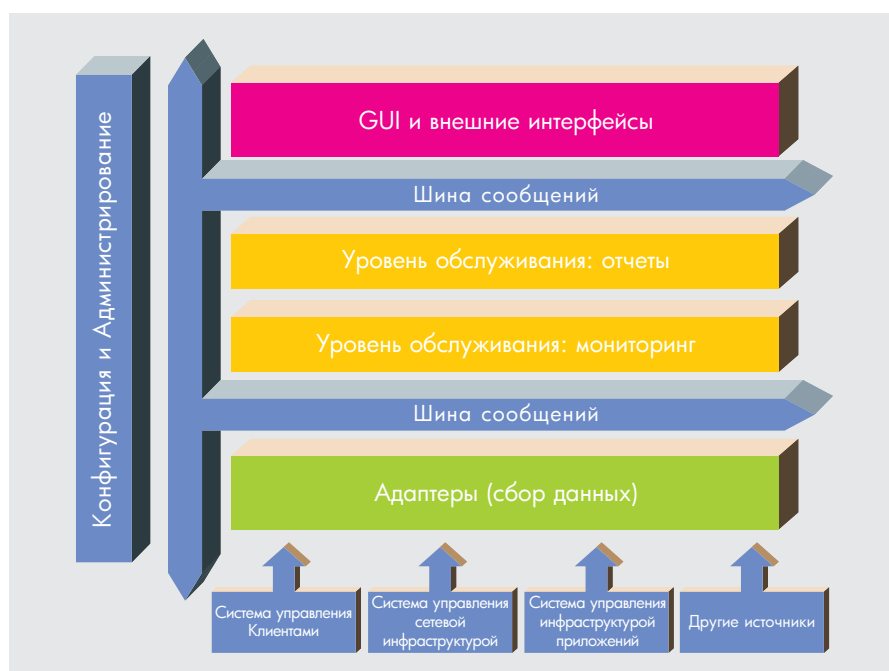 Конфигурация и Администрирование
GUI и внешние интерфейсы
Шина сообщений
Уровень обслуживания: отчеты
Уровень обслуживания: мониторинг
Шина сообщений
Адаптеры (сбор данных)
Система управления
Клиентами
Система управления
сетевой
инфраструктурой
Система управления
инфраструктурой
приложений
Другие источники